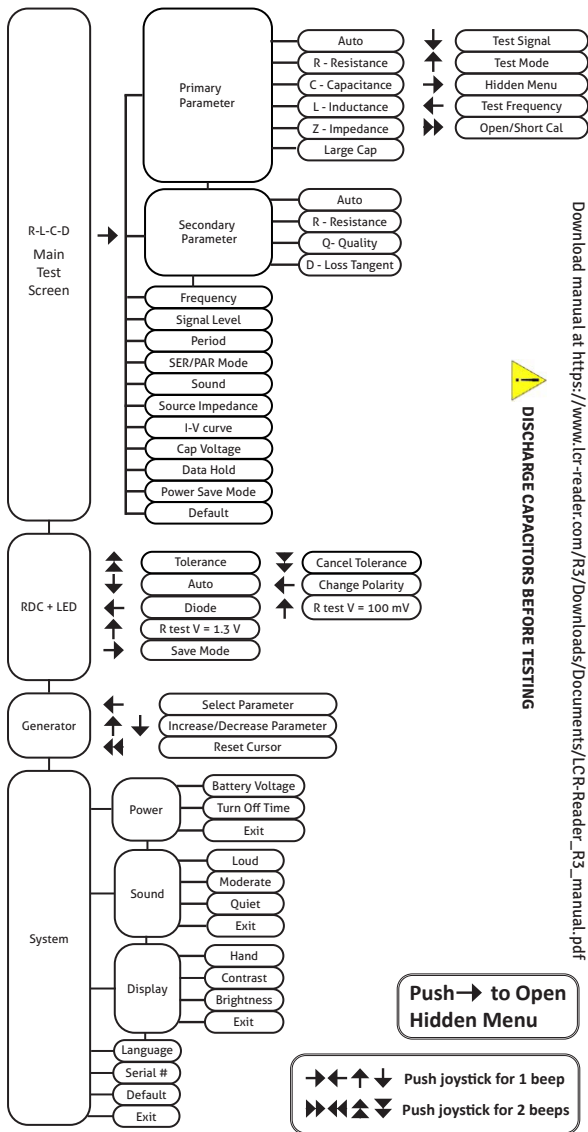 R-L-C-D
Main
Test
Screen
Primary
Parameter
Auto
R - Resistance
C - Capacitance
L - Inductance
Z - Impedance
Large Cap
Test Signal
Test Mode
Hidden Menu
Test Frequency
Open/Short Cal
Secondary
Parameter
Auto
R - Resistance
Q- Quality
D - Loss Tangent
Frequency
Signal Level
Period
SER/PAR Mode
Sound
Source Impedance
I-V curve
Cap Voltage
Data Hold
Power Save Mode
Default
RDC + LED
Tolerance
Auto
Diode
R test V = 1.3 V
Save Mode
Cancel Tolerance
Change Polarity
R test V = 100 mV
Generator
Select Parameter
Increase/Decrease Parameter
Reset Cursor
System
Power
Battery Voltage
Turn Off Time
Exit
Sound
Loud
Moderate
Quiet
Exit
Display
Hand
Contrast
Brightness
Exit
Language
Serial #
Default
Exit
! DISCHARGE CAPACITORS BEFORE TESTING
Download manual at https://www.lcr-reader.com/R3/Downloads/Documents/LCR-Reader_R3_manual.pdf
Push → to Open
Hidden Menu
→←↑↓ Push joystick for 1 beep
Push joystick for 2 beeps